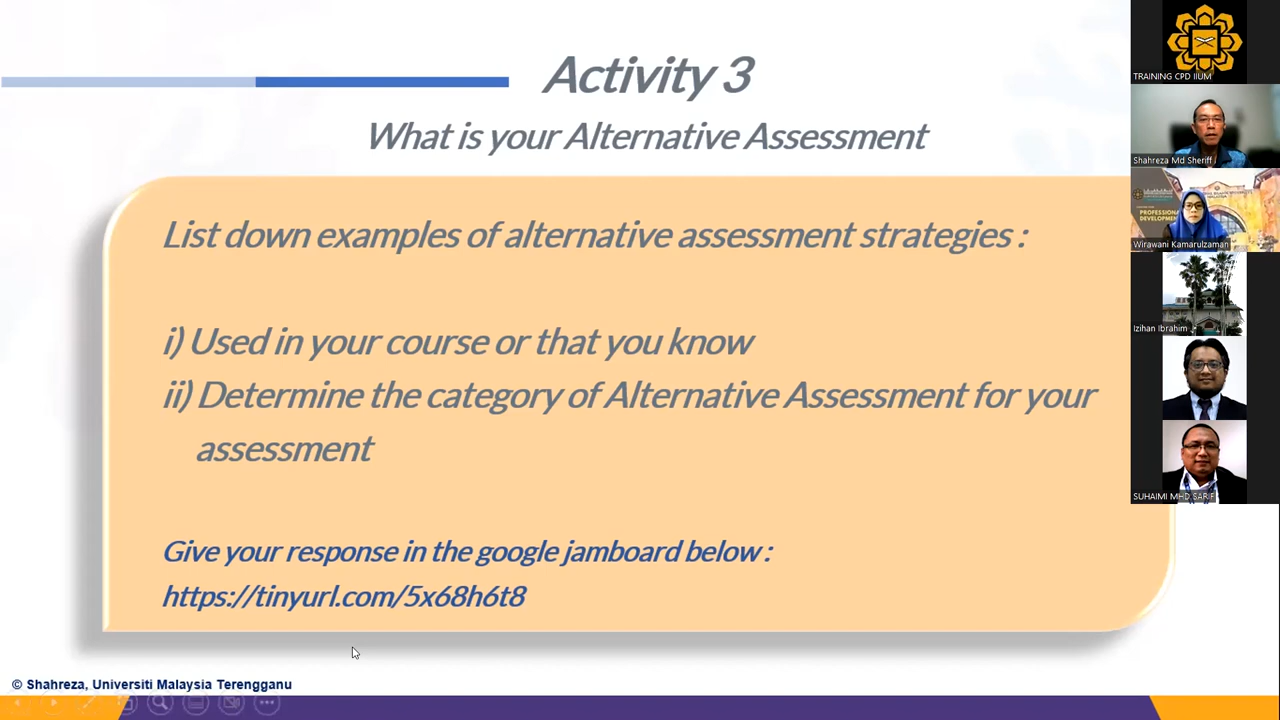 Activity 3
What is your Alternative Assessment
List down examples of alternative assessment strategies :
i) Used in your course or that you know
ii) Determine the category of Alternative Assessment for your
assessment
Give your response in the google jamboard below :
https://tinyurl.com/5x68h6t8
© Shahreza, Universiti Malaysia Terengganu
TRAINING CPD IIUM
Shahreza Md Sheriff
PROFESSIONA
DEVELOPMEN
Wirawani Kamarulzaman
Izihan Ibrahim
SUHAIMI MHD SARIF